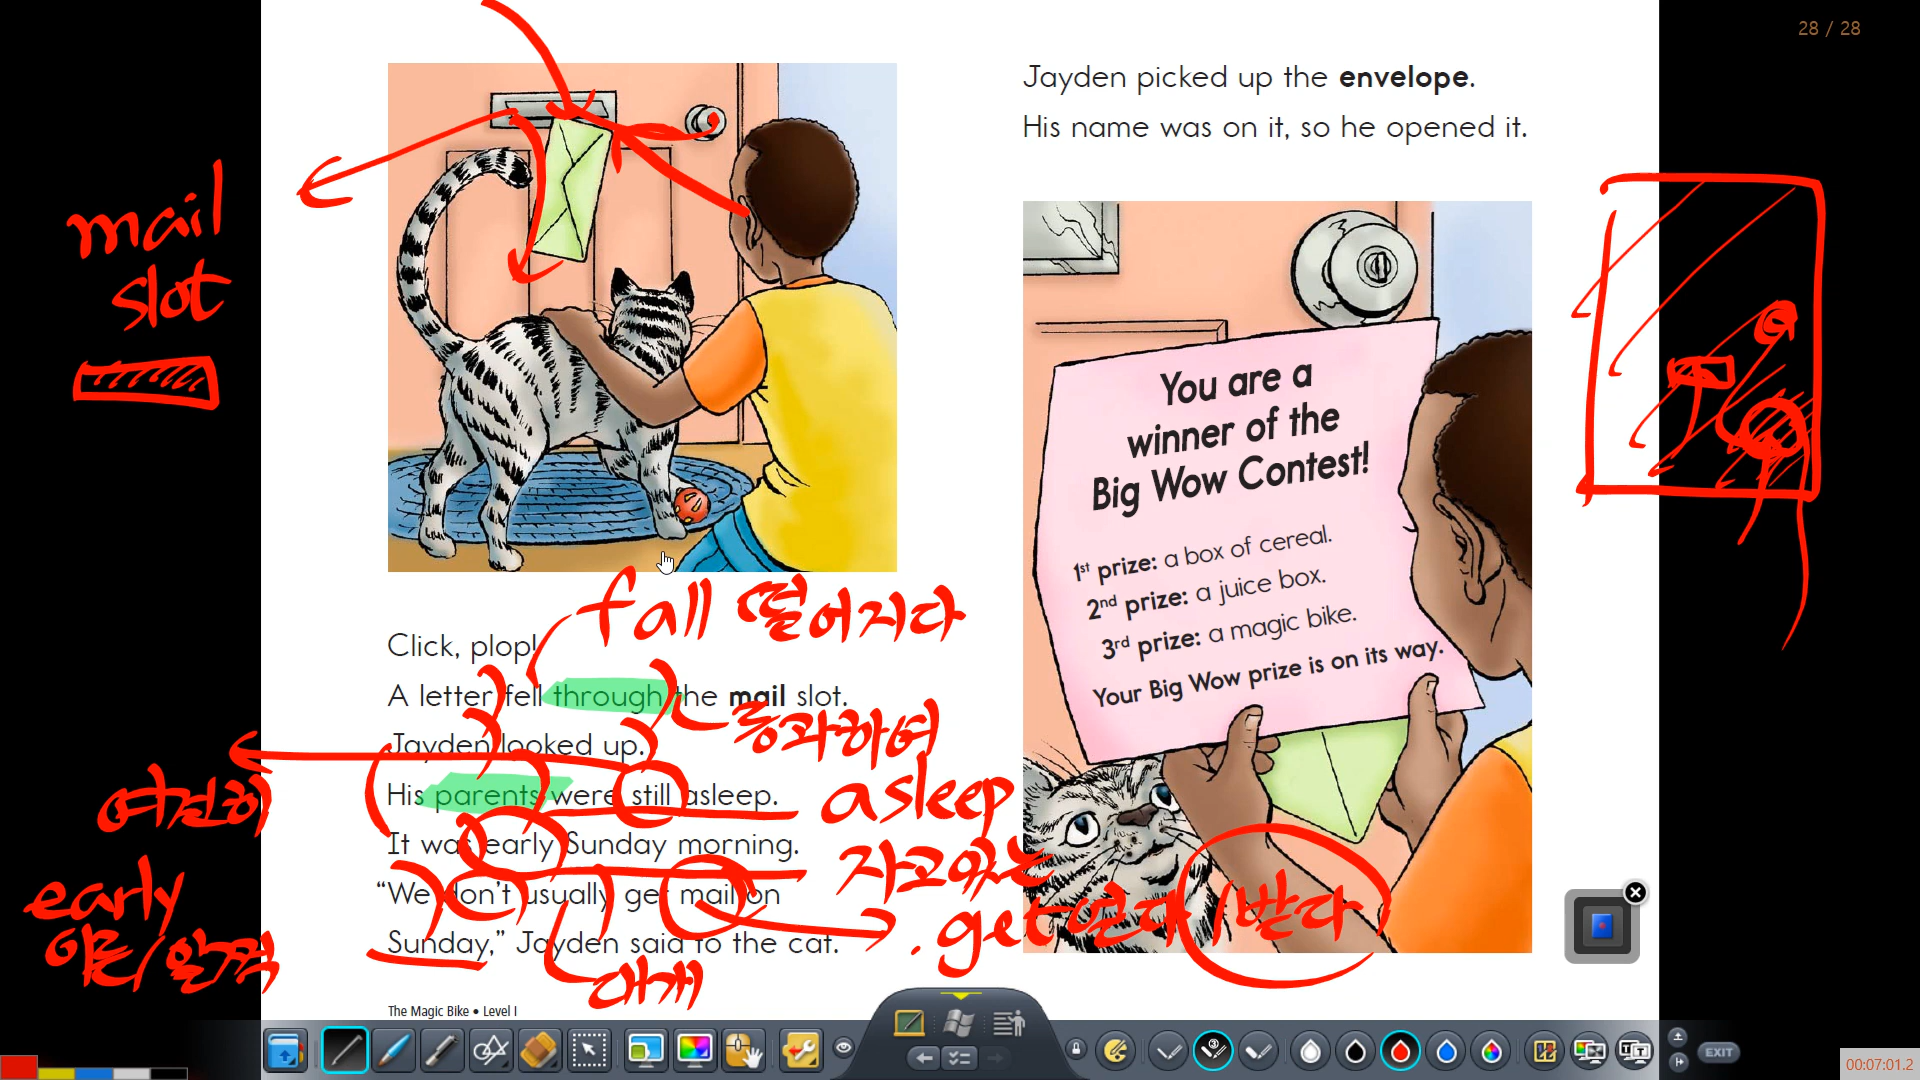 28 / 28
Jayden picked up the envelope.
His name was on it, so he opened it.
mail
slot
You are a
winner of the
Big Wow Contest!
1st prize: a box of cereal.
2nd prize: a juice box.
3rd prize: a magic bike.
Your Big Wow prize is on its way.
fall 떨어지다
Click, plop!
A letter fell through the mail slot.
통과하여
Jayden looked up.
여전히
His parents were still asleep.
asleep
자고있는
It was early Sunday morning.
early
이른/일찍
"We don't usually get mail on
get 얻다/받다
Sunday," Jayden said to the cat.
대개
The Magic Bike • Level I
EXIT
00:07:01.2